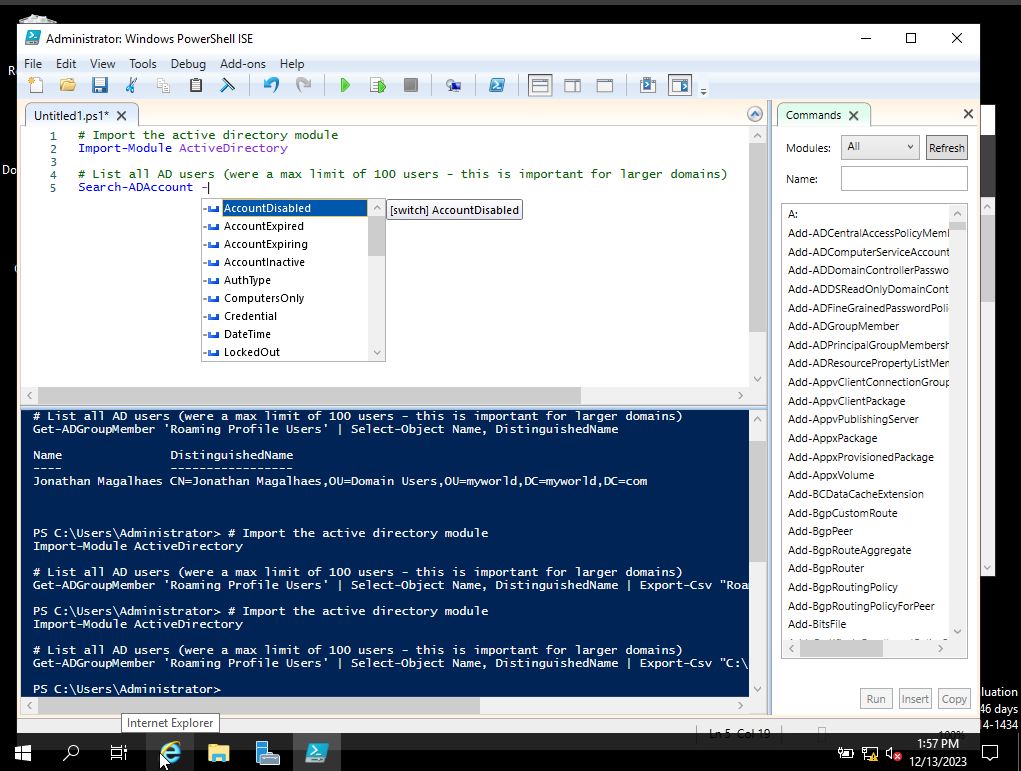 Administrator: Windows PowerShell ISE
File Edit View Tools Debug Add-ons Help
Untitled1.ps1*
1 # Import the active directory module
2 Import-Module ActiveDirectory
3
4 # List all AD users (were a max limit of 100 users - this is important for larger domains)
5 Search-ADAccount -
AccountDisabled
[switch] AccountDisabled
AccountExpired
AccountExpiring
AccountInactive
AuthType
ComputersOnly
Credential
DateTime
LockedOut
# List all AD users (were a max limit of 100 users - this is important for larger domains)
Get-ADGroupMember 'Roaming Profile Users' | Select-Object Name, DistinguishedName
Name DistinguishedName
---- -----------------
Jonathan Magalhaes CN=Jonathan Magalhaes,OU=Domain Users,OU=myworld,DC=myworld,DC=com
PS C:\Users\Administrator> # Import the active directory module
Import-Module ActiveDirectory
# List all AD users (were a max limit of 100 users - this is important for larger domains)
Get-ADGroupMember 'Roaming Profile Users' | Select-Object Name, DistinguishedName | Export-Csv "Roa
PS C:\Users\Administrator> # Import the active directory module
Import-Module ActiveDirectory
# List all AD users (were a max limit of 100 users - this is important for larger domains)
Get-ADGroupMember 'Roaming Profile Users' | Select-Object Name, DistinguishedName | Export-Csv "C:\
PS C:\Users\Administrator>
Commands
Modules: All Refresh
Name:
A:
Add-ADCentralAccessPolicyMem
Add-ADComputerServiceAccount
Add-ADDomainControllerPasswo
Add-ADDSReadOnlyDomainCont
Add-ADFineGrainedPasswordPoli
Add-ADGroupMember
Add-ADPrincipalGroupMembersh
Add-ADResourcePropertyListMem
Add-AppvClientConnectionGroup
Add-AppvClientPackage
Add-AppvPublishingServer
Add-AppxPackage
Add-AppxProvisionedPackage
Add-AppxVolume
Add-BCDataCacheExtension
Add-BgpCustomRoute
Add-BgpPeer
Add-BgpRouteAggregate
Add-BgpRouter
Add-BgpRoutingPolicy
Add-BgpRoutingPolicyForPeer
Add-BitsFile
Run Insert Copy
Internet Explorer
Ln 5 Col 19
luation
46 days
4-1434
1:57 PM
12/13/2023